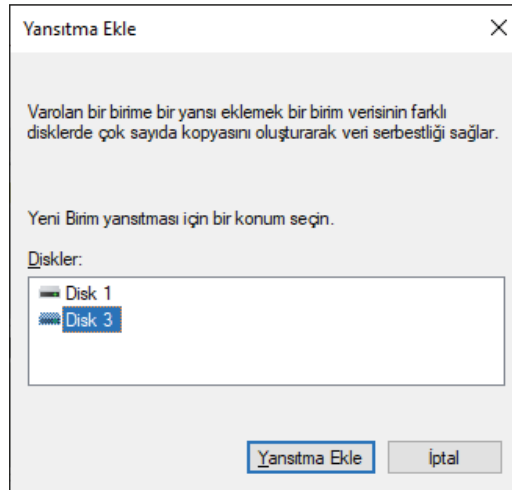 Yansıtma Ekle
Varolan bir birime bir yansı eklemek bir birim verisinin farklı
disklerde çok sayıda kopyasını oluşturarak veri serbestliği sağlar.
Yeni Birim yansıtması için bir konum seçin.
Diskler:
Disk 1
Disk 3
Yansıtma Ekle
İptal